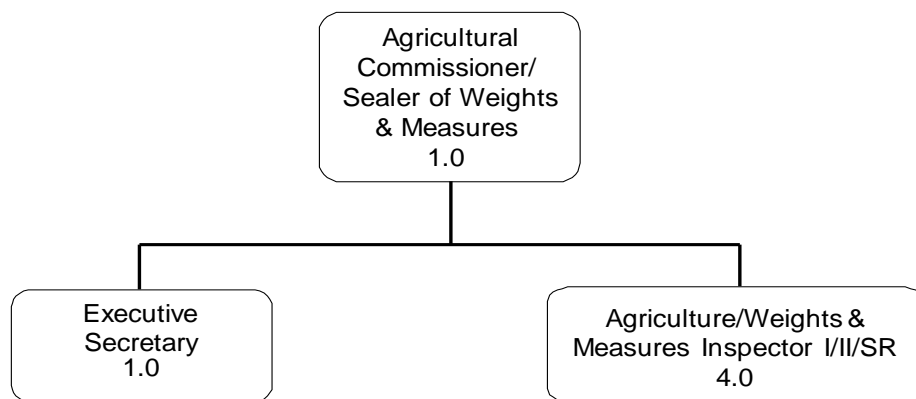 Agricultural
Commissioner/
Sealer of Weights
& Measures
1.0
Executive
Secretary
1.0
Agriculture/Weights &
Measures Inspector I/II/SR
4.0